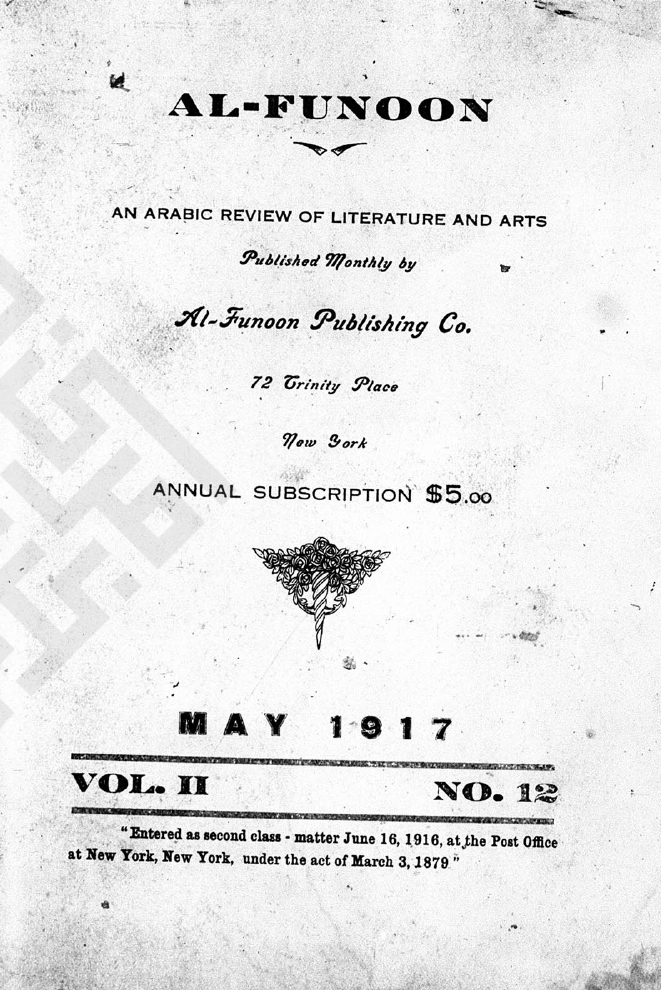 AL-FUNOON
AN ARABIC REVIEW OF LITERATURE AND ARTS
Published Monthly by
Al-Funoon Publishing Co.
72 Trinity Place
New York
ANNUAL SUBSCRIPTION $5.00
MAY 1917
VOL. II NO. 12
"Entered as second class - matter June 16, 1916, at the Post Office
at New York, New York, under the act of March 3, 1879"